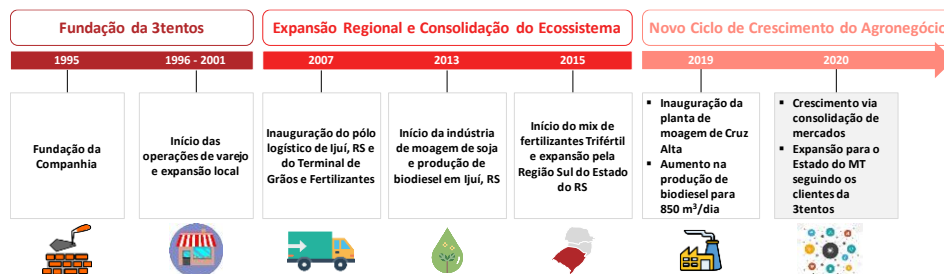 Fundação da 3tentos
Expansão Regional e Consolidação do Ecossistema
Novo Ciclo de Crescimento do Agronegócio
1995
1996 - 2001
2007
2013
2015
2019
2020
Fundação da
Companhia
Início das
operações de varejo
e expansão local
Inauguração do pólo
logístico de Ijuí, RS e
do Terminal de
Grãos e Fertilizantes
Início da indústria
de moagem de soja
e produção de
biodiesel em Ijuí, RS
Início do mix de
fertilizantes Trifértil
e expansão pela
Região Sul do Estado
do RS
▪ Inauguração da
planta de
moagem de Cruz
Alta
▪ Aumento na
produção de
biodiesel para
850 m³/dia
▪ Crescimento via
consolidação de
mercados
▪ Expansão para o
Estado do MT
seguindo os
clientes da
3tentos